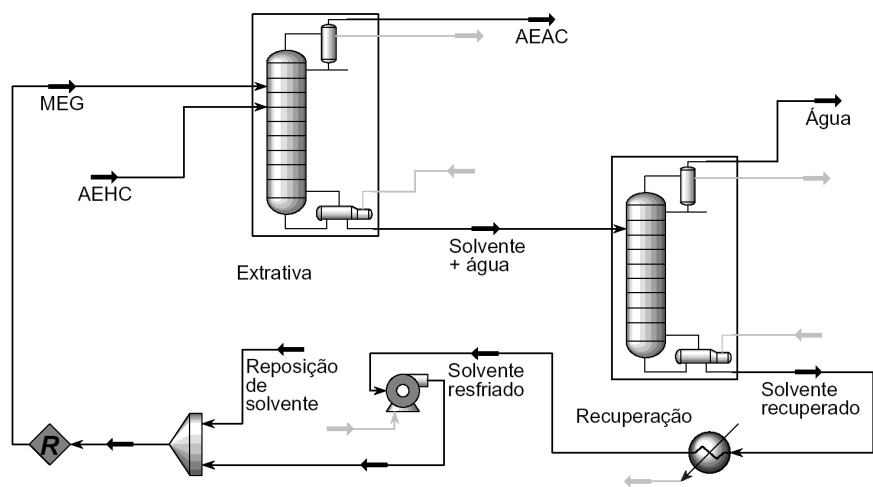 AEAC
MEG
Água
AEHC
Solvente
+ água
Extrativa
Reposição
de
solvente
Solvente
resfriado
Solvente
recuperado
Recuperação
R